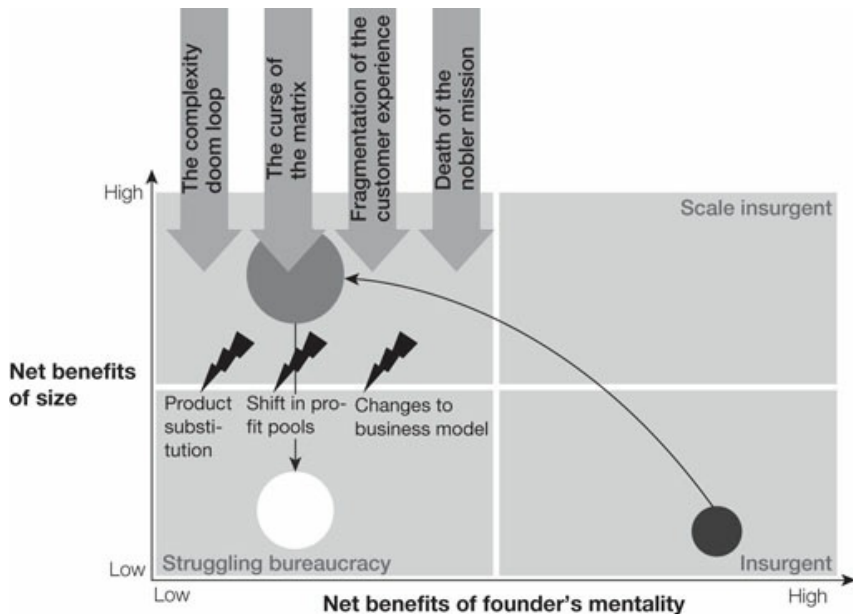 The complexity
doom loop
The curse of
the matrix
Fragmentation of the
customer experience
Death of the
nobler mission
High
Scale insurgent
Net benefits
of size
Product
substi-
tution
Shift in pro-
fit pools
Changes to
business model
Struggling bureaucracy
Insurgent
Low
Low
Net benefits of founder's mentality
High